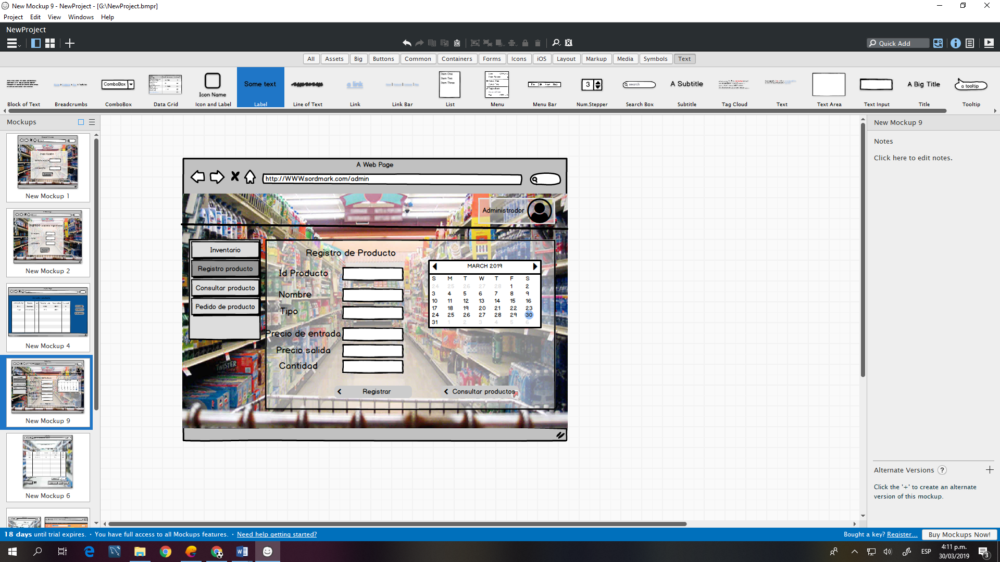 New Mockup 9 - NewProject - [G:\NewProject.bmpr]
Project Edit View Windows Help
NewProject
Quick Add
All Assets Big Buttons Common Containers Forms Icons iOS Layout Markup Media Symbols Text
ComboBox
Icon Name
Some text
a link
Item One
Item Two
Item Three
3
search
A Subtitle
A Big Title
a tooltip
Block of Text Breadcrumbs ComboBox Data Grid Icon and Label Label Line of Text Link Link Bar List Menu Menu Bar Num.Stepper Search Box Subtitle Tag Cloud Text Text Area Text Input Title Tooltip
Mockups
New Mockup 1
New Mockup 2
New Mockup 4
New Mockup 9
New Mockup 6
A Web Page
http://WWW.sordmark.com/admin
Administrador
Inventario
Registro producto
Consultar producto
Pedido de producto
Registro de Producto
Id Producto
Nombre
Tipo
Precio de entrada
Precio salida
Cantidad
MARCH 2019
S M T W T F S
24 25 26 27 28 1 2
3 4 5 6 7 8 9
10 11 12 13 14 15 16
17 18 19 20 21 22 23
24 25 26 27 28 29 30
31 1 2 3 4 5 6
Registrar
Consultar productos
New Mockup 9
Notes
Click here to edit notes.
Alternate Versions ?
Click the '+' to create an alternate
version of this mockup.
18 days until trial expires. · You have full access to all Mockups features. · Need help getting started?
Bought a key? Register...
Buy Mockups Now!
ESP
4:11 p.m.
30/03/2019
3